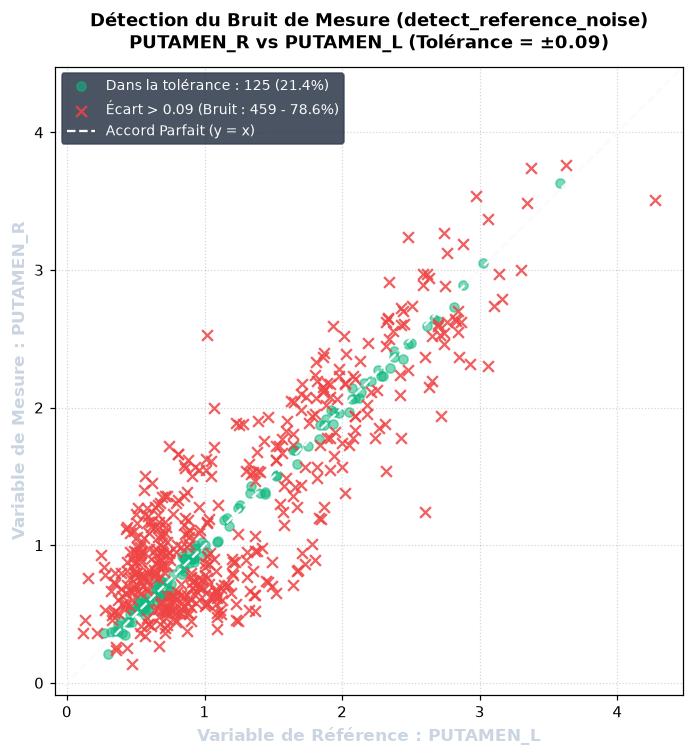 Détection du Bruit de Mesure (detect_reference_noise)
PUTAMEN_R vs PUTAMEN_L (Tolérance = ±0.09)
Dans la tolérance : 125 (21.4%)
Écart > 0.09 (Bruit : 459 - 78.6%)
Accord Parfait (y = x)
Variable de Mesure : PUTAMEN_R
4
3
2
1
0
0 1 2 3 4
Variable de Référence : PUTAMEN_L